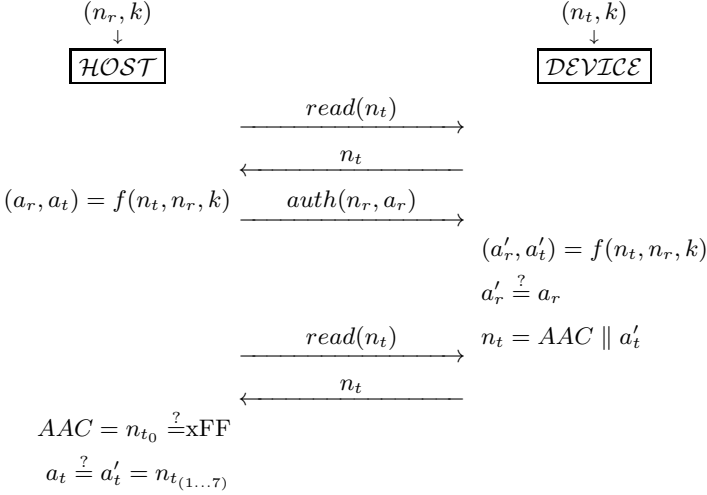 (n_r, k) (n_t, k)
↓ ↓
HOST DEVICE
read(n_t)
n_t
(a_r, a_t) = f(n_t, n_r, k) auth(n_r, a_r)
(a'_r, a'_t) = f(n_t, n_r, k)
a'_r ?= a_r
read(n_t) n_t = AAC ∥ a'_t
n_t
AAC = n_{t_0} ?= xFF
a_t ?= a'_t = n_{t_{(1...7)}}